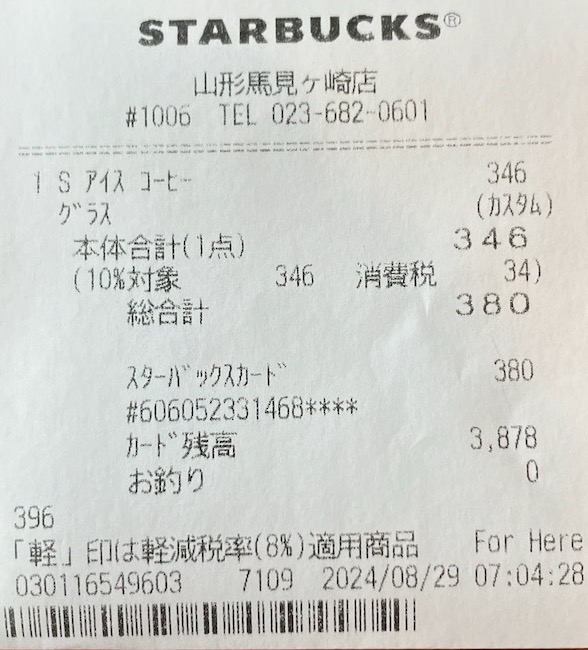 STARBUCKS®
山形馬見ヶ崎店
#1006 TEL 023-682-0601
1 S アイス コーヒー 346
グラス (カスタム)
本体合計(1点) 346
(10%対象 346 消費税 34)
総合計 380
スターバックスカード 380
#606052331468****
カード残高 3,878
お釣り 0
396
「軽」印は軽減税率(8%)適用商品 For Here
030116549603 7109 2024/08/29 07:04:28